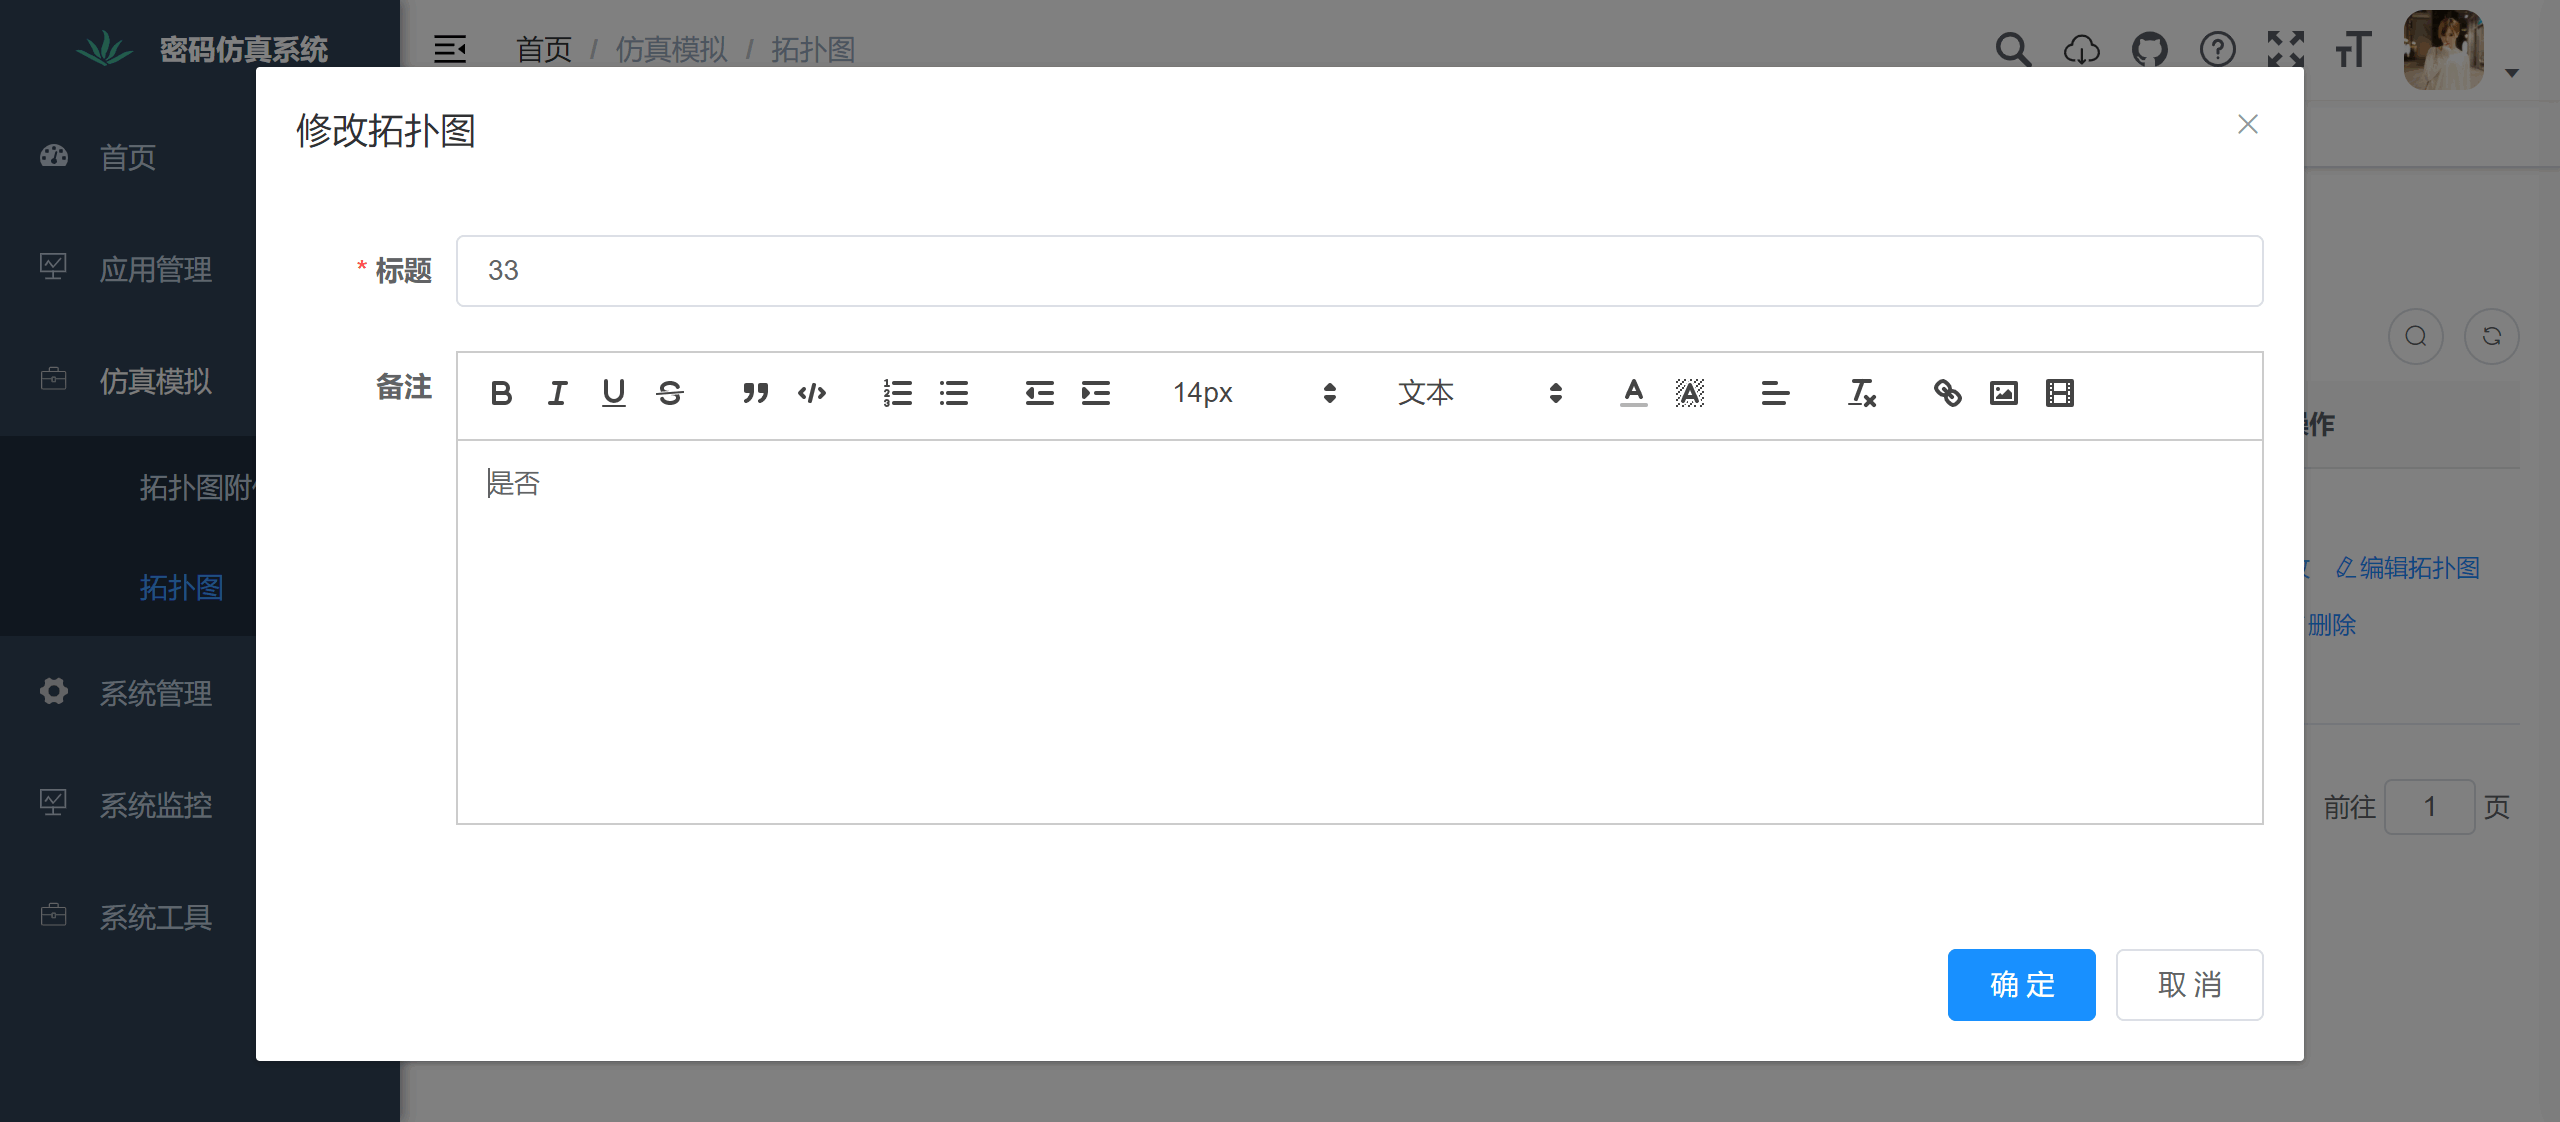 密码仿真系统
首页 / 仿真模拟 / 拓扑图
首页
应用管理
仿真模拟
拓扑图附
拓扑图
系统管理
系统监控
系统工具
修改拓扑图
* 标题
33
备注
14px
文本
是否
确 定
取 消
作
编辑拓扑图
删除
前往 1 页